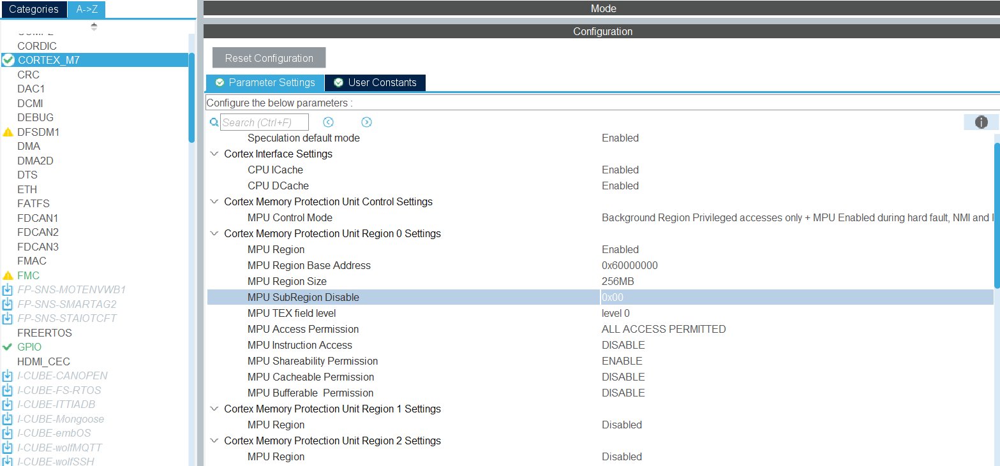 Categories
A->Z
CORDIC
CORTEX_M7
CRC
DAC1
DCMI
DEBUG
DFSDM1
DMA
DMA2D
DTS
ETH
FATFS
FDCAN1
FDCAN2
FDCAN3
FMAC
FMC
FP-SNS-MOTENVWB1
FP-SNS-SMARTAG2
FP-SNS-STAIOTCFT
FREERTOS
GPIO
HDMI_CEC
I-CUBE-CANOPEN
I-CUBE-FS-RTOS
I-CUBE-ITTIADB
I-CUBE-Mongoose
I-CUBE-embOS
I-CUBE-wolfMQTT
I-CUBE-wolfSSH
Mode
Configuration
Reset Configuration
Parameter Settings
User Constants
Configure the below parameters :
Search (Ctrl+F)
Speculation default mode Enabled
Cortex Interface Settings
CPU ICache Enabled
CPU DCache Enabled
Cortex Memory Protection Unit Control Settings
MPU Control Mode Background Region Privileged accesses only + MPU Enabled during hard fault, NMI and
Cortex Memory Protection Unit Region 0 Settings
MPU Region Enabled
MPU Region Base Address 0x60000000
MPU Region Size 256MB
MPU SubRegion Disable 0x00
MPU TEX field level level 0
MPU Access Permission ALL ACCESS PERMITTED
MPU Instruction Access DISABLE
MPU Shareability Permission ENABLE
MPU Cacheable Permission DISABLE
MPU Bufferable Permission DISABLE
Cortex Memory Protection Unit Region 1 Settings
MPU Region Disabled
Cortex Memory Protection Unit Region 2 Settings
MPU Region Disabled